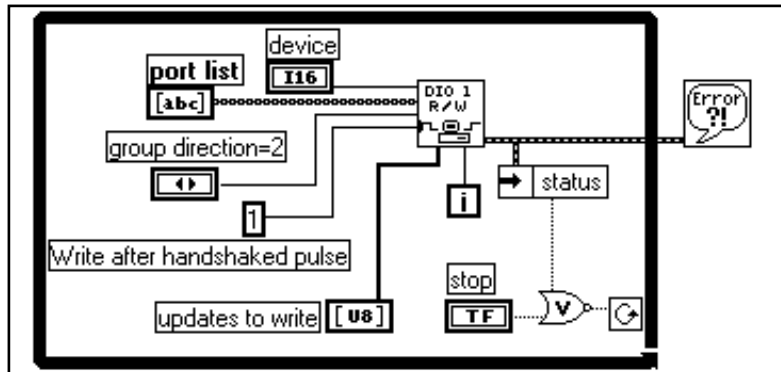 device
I16
port list
[abc]
DIO 1
R/W
Error
?!
group direction=2
status
i
1
Write after handshaked pulse
stop
updates to write
[U8]
TF
V